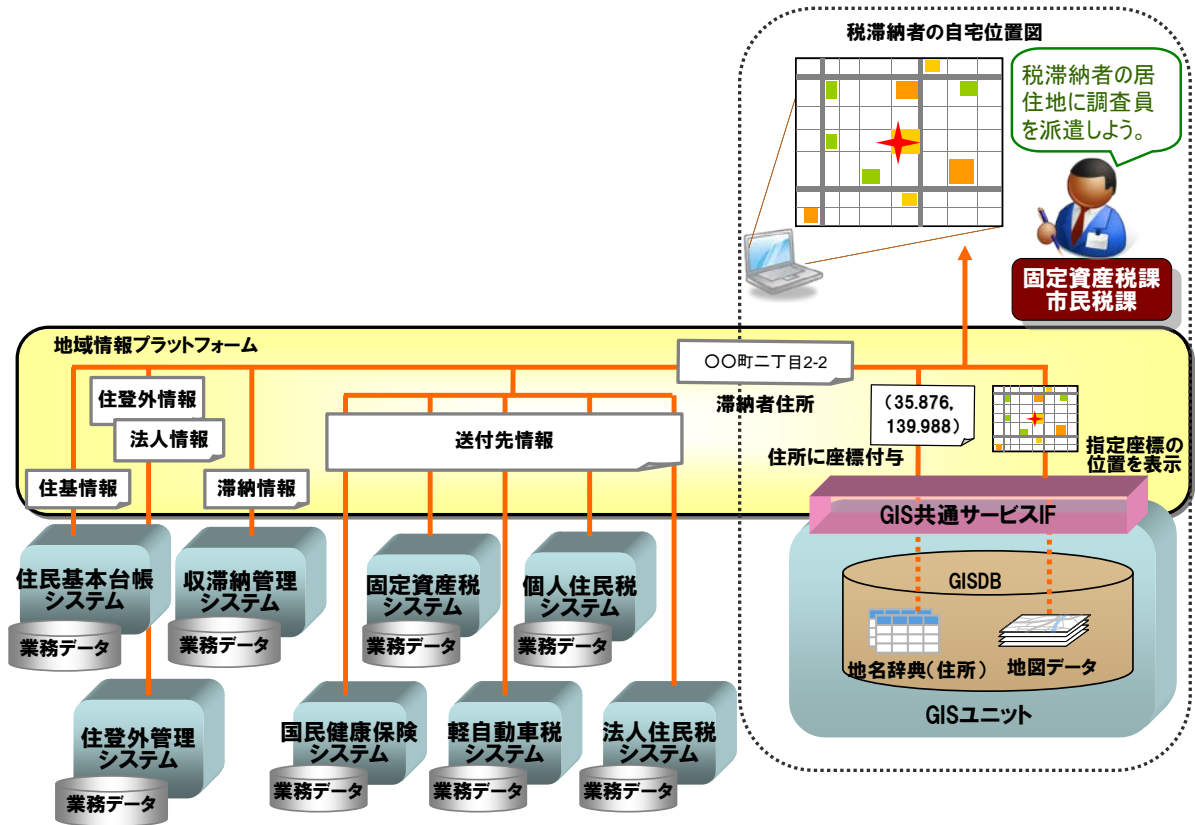 税滞納者の自宅位置図
税滞納者の居
住地に調査員
を派遣しよう。
固定資産税課
市民税課
地域情報プラットフォーム
〇〇町二丁目2-2
滞納者住所
住登外情報
法人情報
住基情報
滞納情報
送付先情報
（35.876,
139.988）
住所に座標付与
指定座標の
位置を表示
GIS共通サービスIF
住民基本台帳
システム
業務データ
収滞納管理
システム
業務データ
固定資産税
システム
業務データ
個人住民税
システム
業務データ
GISDB
地名辞典（住所）
地図データ
GISユニット
住登外管理
システム
業務データ
国民健康保険
システム
業務データ
軽自動車税
システム
業務データ
法人住民税
システム
業務データ